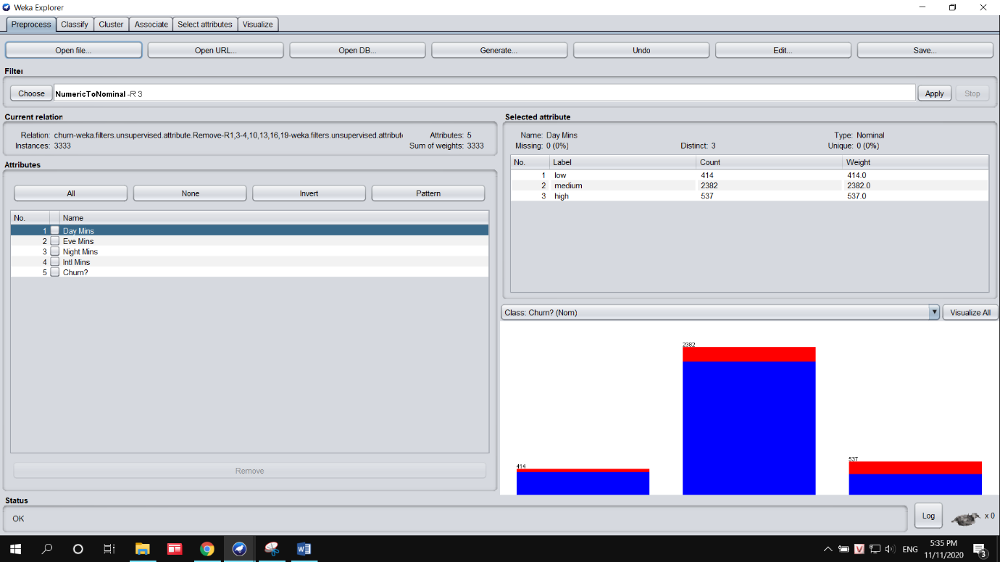 Weka Explorer
Preprocess Classify Cluster Associate Select attributes Visualize
Open file... Open URL... Open DB... Generate... Undo Edit... Save...
Filter
Choose NumericToNominal -R 3 Apply Stop
Current relation
Relation: churn-weka.filters.unsupervised.attribute.Remove-R1,3-4,10,13,16,19-weka.filters.unsupervised.attribute Attributes: 5
Instances: 3333 Sum of weights: 3333
Attributes
All None Invert Pattern
No. Name
1 Day Mins
2 Eve Mins
3 Night Mins
4 Intl Mins
5 Churn?
Remove
Selected attribute
Name: Day Mins Type: Nominal
Missing: 0 (0%) Distinct: 3 Unique: 0 (0%)
No. Label Count Weight
1 low 414 414.0
2 medium 2382 2382.0
3 high 537 537.0
Class: Churn? (Nom) Visualize All
2382
414
537
Status
OK
Log x 0
ENG
5:35 PM
11/11/2020
3